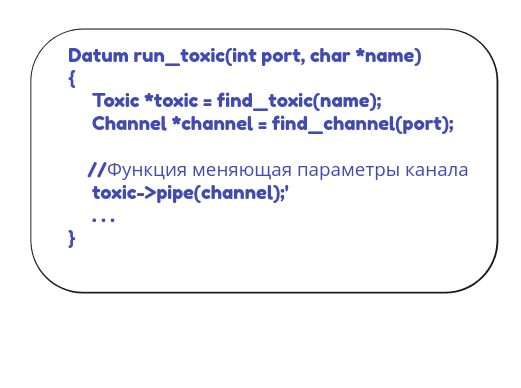 Datum run_toxic(int port, char *name)
{
Toxic *toxic = find_toxic(name);
Channel *channel = find_channel(port);
//Функция меняющая параметры канала
toxic->pipe(channel);'
. . .
}